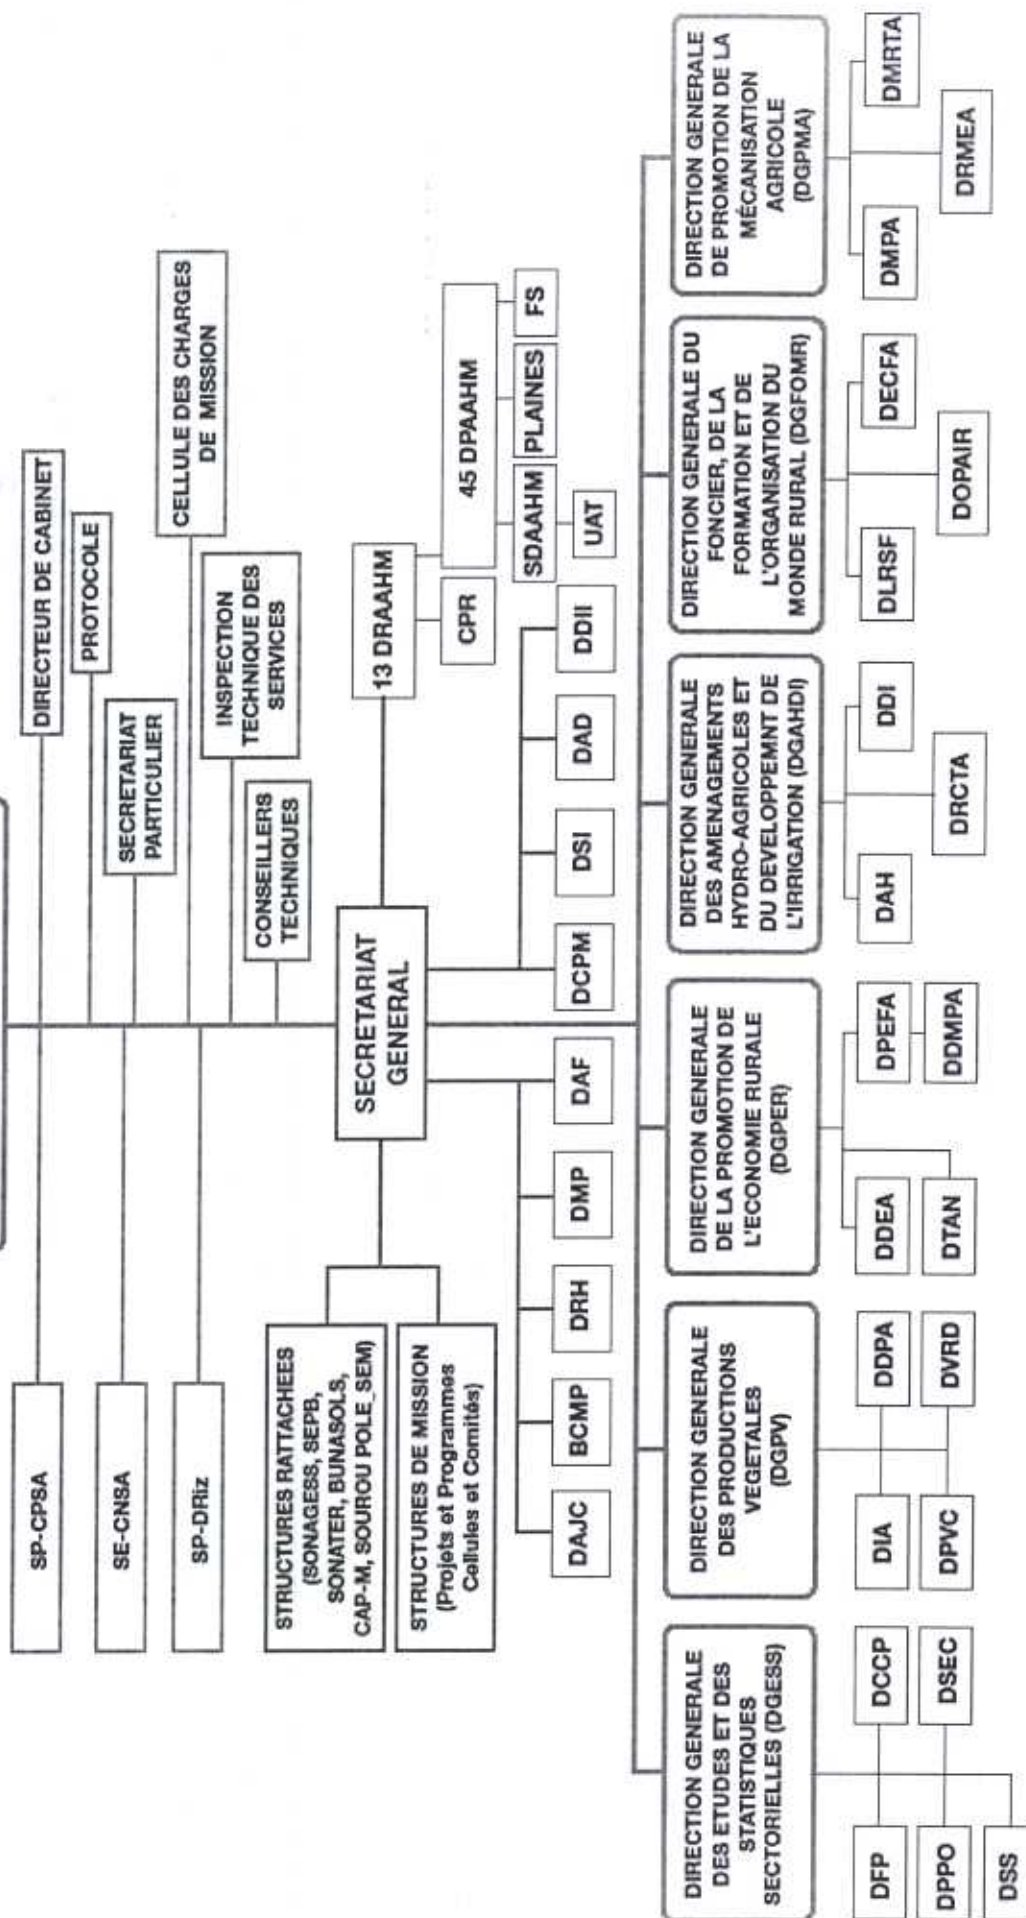 DIRECTEUR DE CABINET
PROTOCOLE
SECRETARIAT
PARTICULIER
CELLULE DES CHARGES
DE MISSION
INSPECTION
TECHNIQUE DES
SERVICES
CONSEILLERS
TECHNIQUES
SP-CPSA
SE-CNSA
SP-DRiz
SECRETARIAT
GENERAL
STRUCTURES RATTACHEES
(SONAGESS, SEPB,
SONATER, BUNASOLS,
CAP-M, SOUROU POLE_SEM)
STRUCTURES DE MISSION
(Projets et Programmes
Cellules et Comités)
13 DRAAHM
CPR
45 DPAAHM
SDAAHM
PLAINES
FS
UAT
DAJC
BCMP
DRH
DMP
DAF
DCPM
DSI
DAD
DDII
DIRECTION GENERALE
DES ETUDES ET DES
STATISTIQUES
SECTORIELLES (DGESS)
DFP
DCCP
DPPO
DSEC
DSS
DIRECTION GENERALE
DES PRODUCTIONS
VEGETALES
(DGPV)
DIA
DDPA
DPVC
DVRD
DIRECTION GENERALE
DE LA PROMOTION DE
L'ECONOMIE RURALE
(DGPER)
DDEA
DPEFA
DTAN
DDMPA
DIRECTION GENERALE
DES AMENAGEMENTS
HYDRO-AGRICOLES ET
DU DEVELOPPEMNT DE
L'IRRIGATION (DGAHDI)
DAH
DDI
DRCTA
DIRECTION GENERALE DU
FONCIER, DE LA
FORMATION ET DE
L'ORGANISATION DU
MONDE RURAL (DGFOMR)
DLRSF
DECFA
DOPAIR
DIRECTION GENERALE
DE PROMOTION DE LA
MÉCANISATION
AGRICOLE
(DGPMA)
DMPA
DMRTA
DRMEA